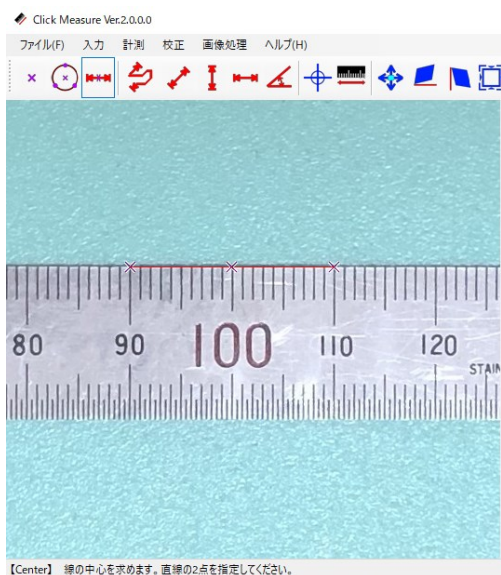 Click Measure Ver.2.0.0.0
ファイル(F) 入力 計測 校正 画像処理 ヘルプ(H)
80 90 100 110 120
STAIN
【Center】 線の中心を求めます。直線の2点を指定してください。